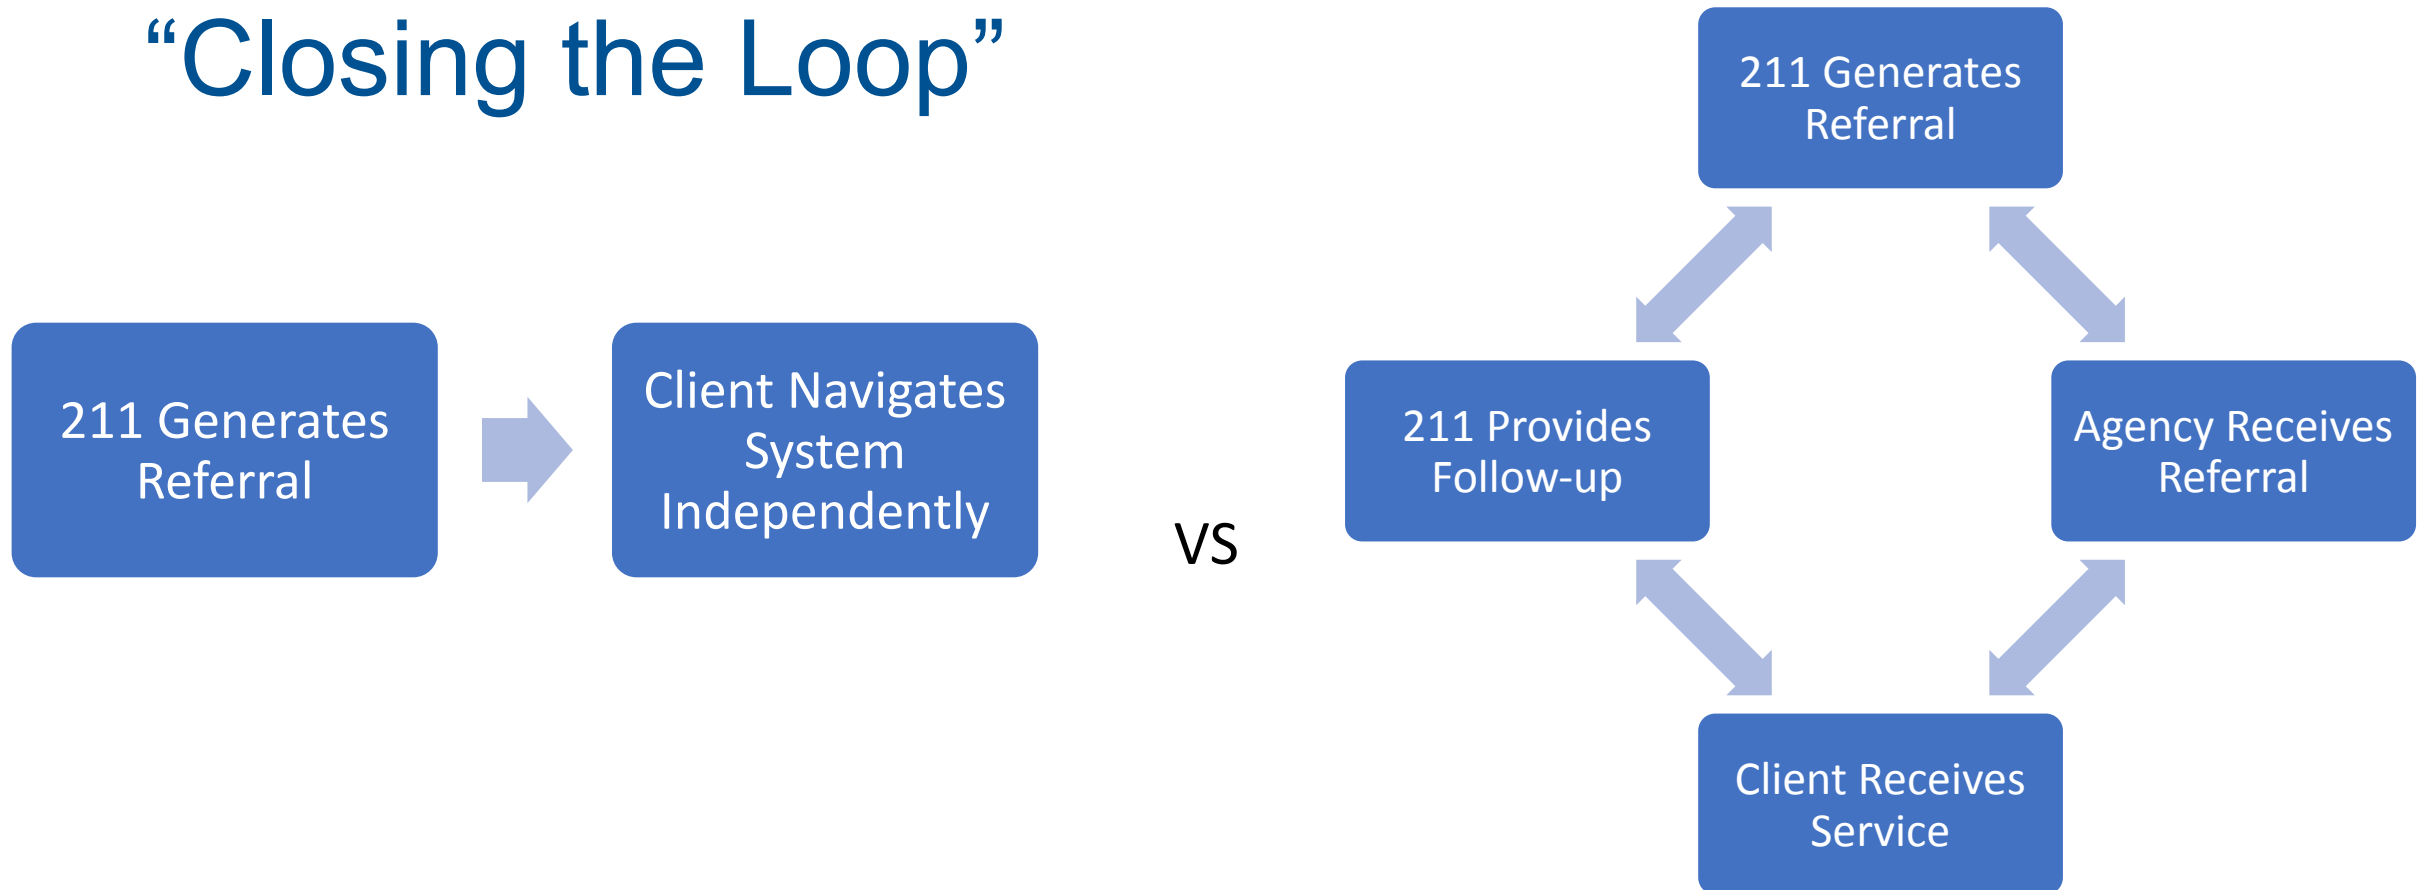 “Closing the Loop”
211 Generates
Referral
Client Navigates
System
Independently
VS
211 Generates
Referral
Agency Receives
Referral
Client Receives
Service
211 Provides
Follow-up